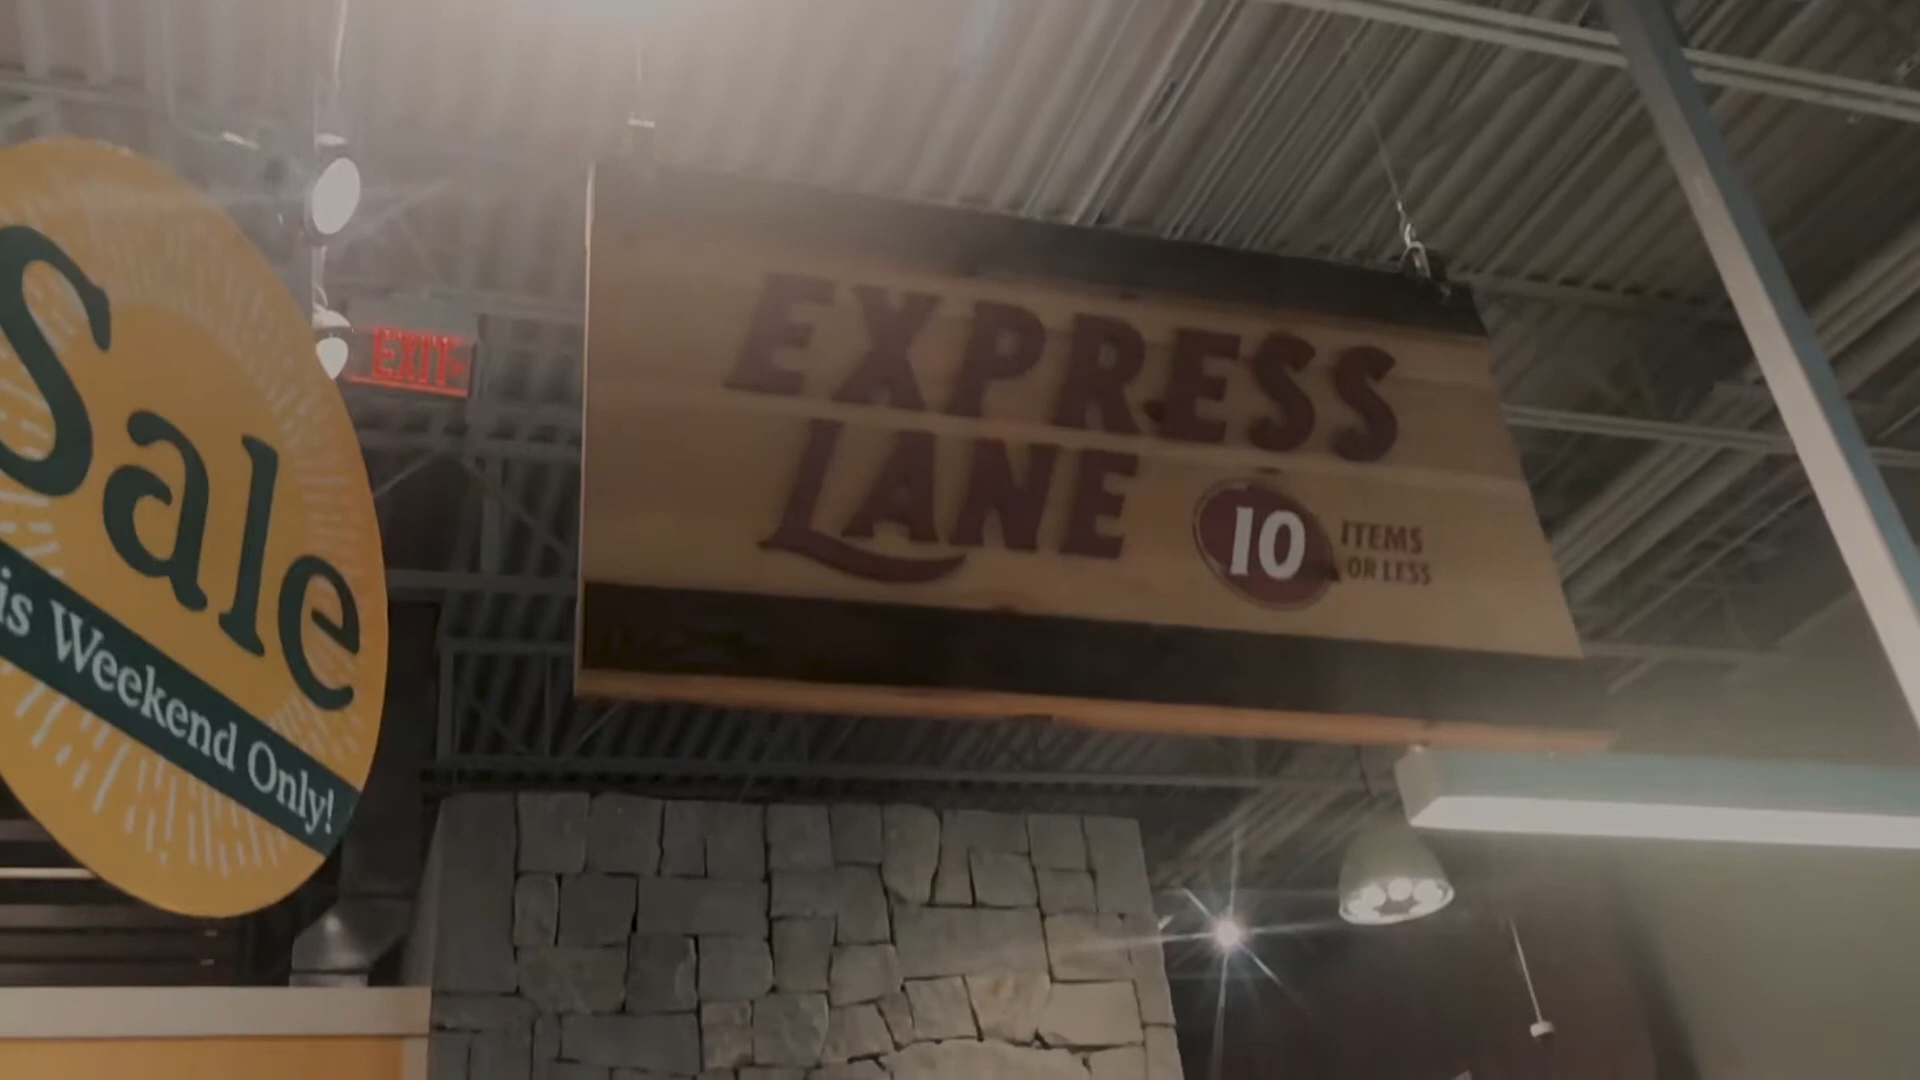 Sale
is Weekend Only!
EXIT
EXPRESS
LANE
10
ITEMS
OR LESS